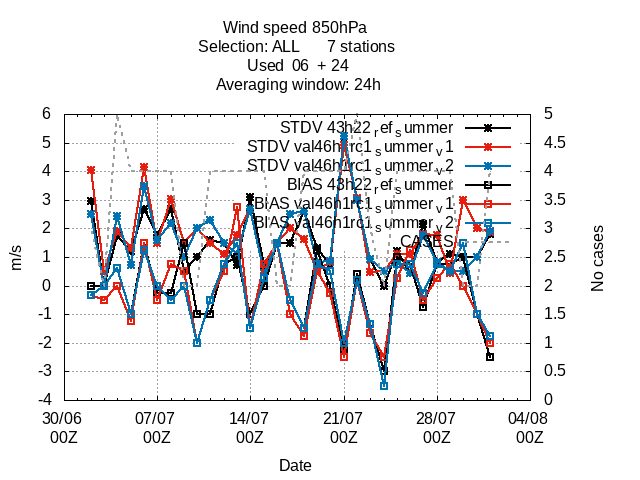 Wind speed 850hPa
Selection: ALL 7 stations
Used 06 + 24
Averaging window: 24h
STDV 43h22_ref_summer
STDV val46h1rc1_summer_v1
STDV val46h1rc1_summer_v2
BIAS 43h22_ref_summer
BIAS val46h1rc1_summer_v1
BIAS val46h1rc1_summer_v2
CASES
m/s
6
5
4
3
2
1
0
-1
-2
-3
-4
No cases
5
4.5
4
3.5
3
2.5
2
1.5
1
0.5
0
30/06 07/07 14/07 21/07 28/07 04/08
00Z 00Z 00Z 00Z 00Z 00Z
Date